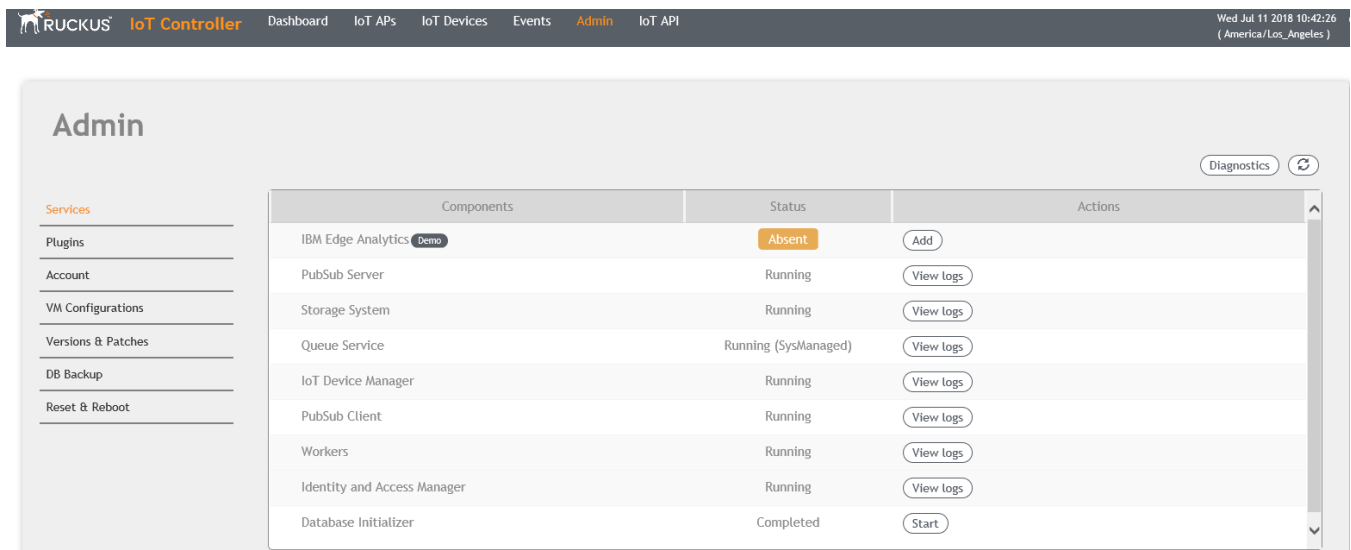 RUCKUS IoT Controller Dashboard IoT APs IoT Devices Events Admin IoT API Wed Jul 11 2018 10:42:26
( America/Los_Angeles )
Admin
Diagnostics
Services
Plugins
Account
VM Configurations
Versions & Patches
DB Backup
Reset & Reboot
Components Status Actions
IBM Edge Analytics Demo Absent Add
PubSub Server Running View logs
Storage System Running View logs
Queue Service Running (SysManaged) View logs
IoT Device Manager Running View logs
PubSub Client Running View logs
Workers Running View logs
Identity and Access Manager Running View logs
Database Initializer Completed Start